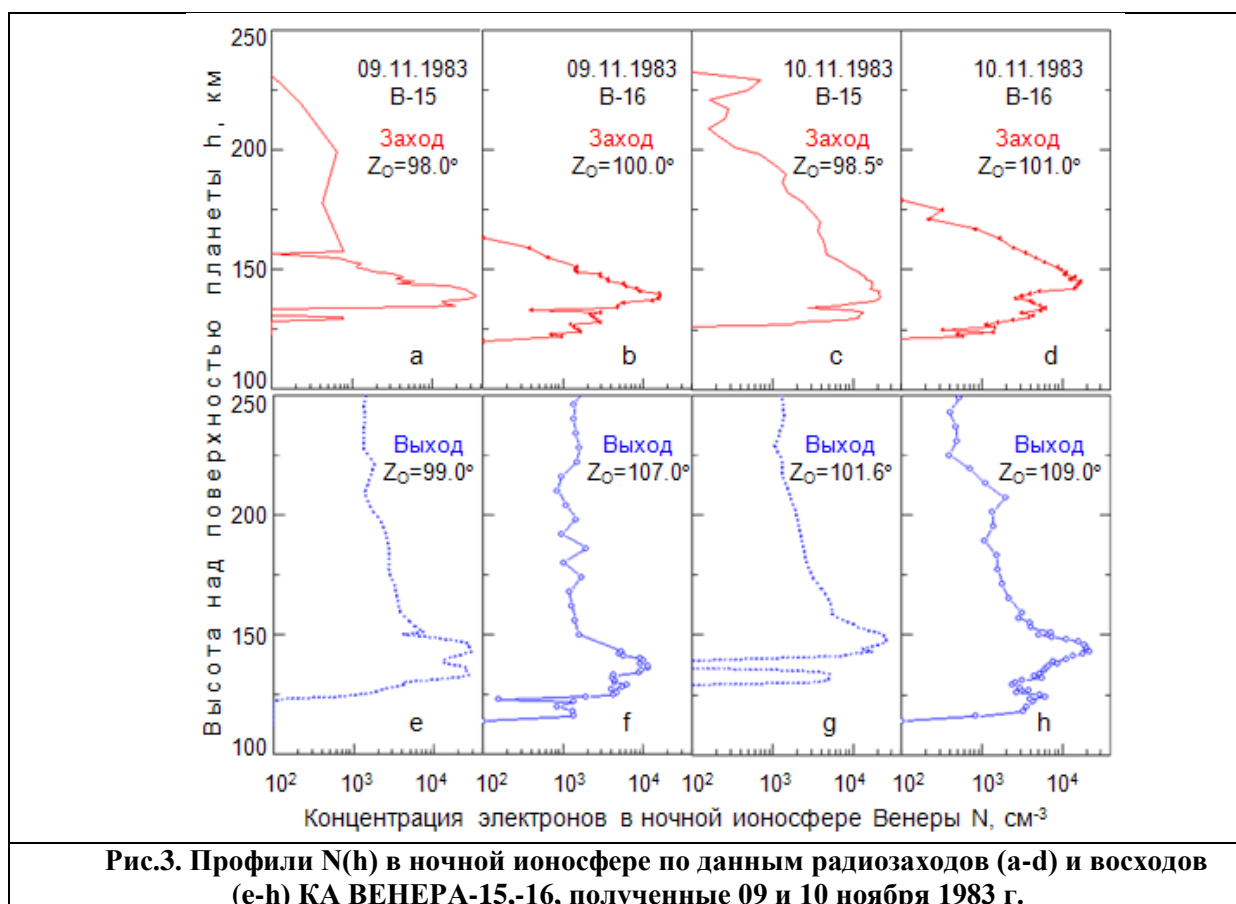 Высота над поверхностью планеты h, км
250
200
150
100
09.11.1983
В-15
Заход
Z₀=98.0°
a
09.11.1983
В-16
Заход
Z₀=100.0°
b
10.11.1983
В-15
Заход
Z₀=98.5°
c
10.11.1983
В-16
Заход
Z₀=101.0°
d
250
200
150
100
Выход
Z₀=99.0°
e
Выход
Z₀=107.0°
f
Выход
Z₀=101.6°
g
Выход
Z₀=109.0°
h
10² 10³ 10⁴ 10² 10³ 10⁴ 10² 10³ 10⁴ 10² 10³ 10⁴
Концентрация электронов в ночной ионосфере Венеры N, см⁻³
Рис.3. Профили N(h) в ночной ионосфере по данным радиозаходов (a-d) и восходов
(e-h) КА ВЕНЕРА-15,-16, полученные 09 и 10 ноября 1983 г.